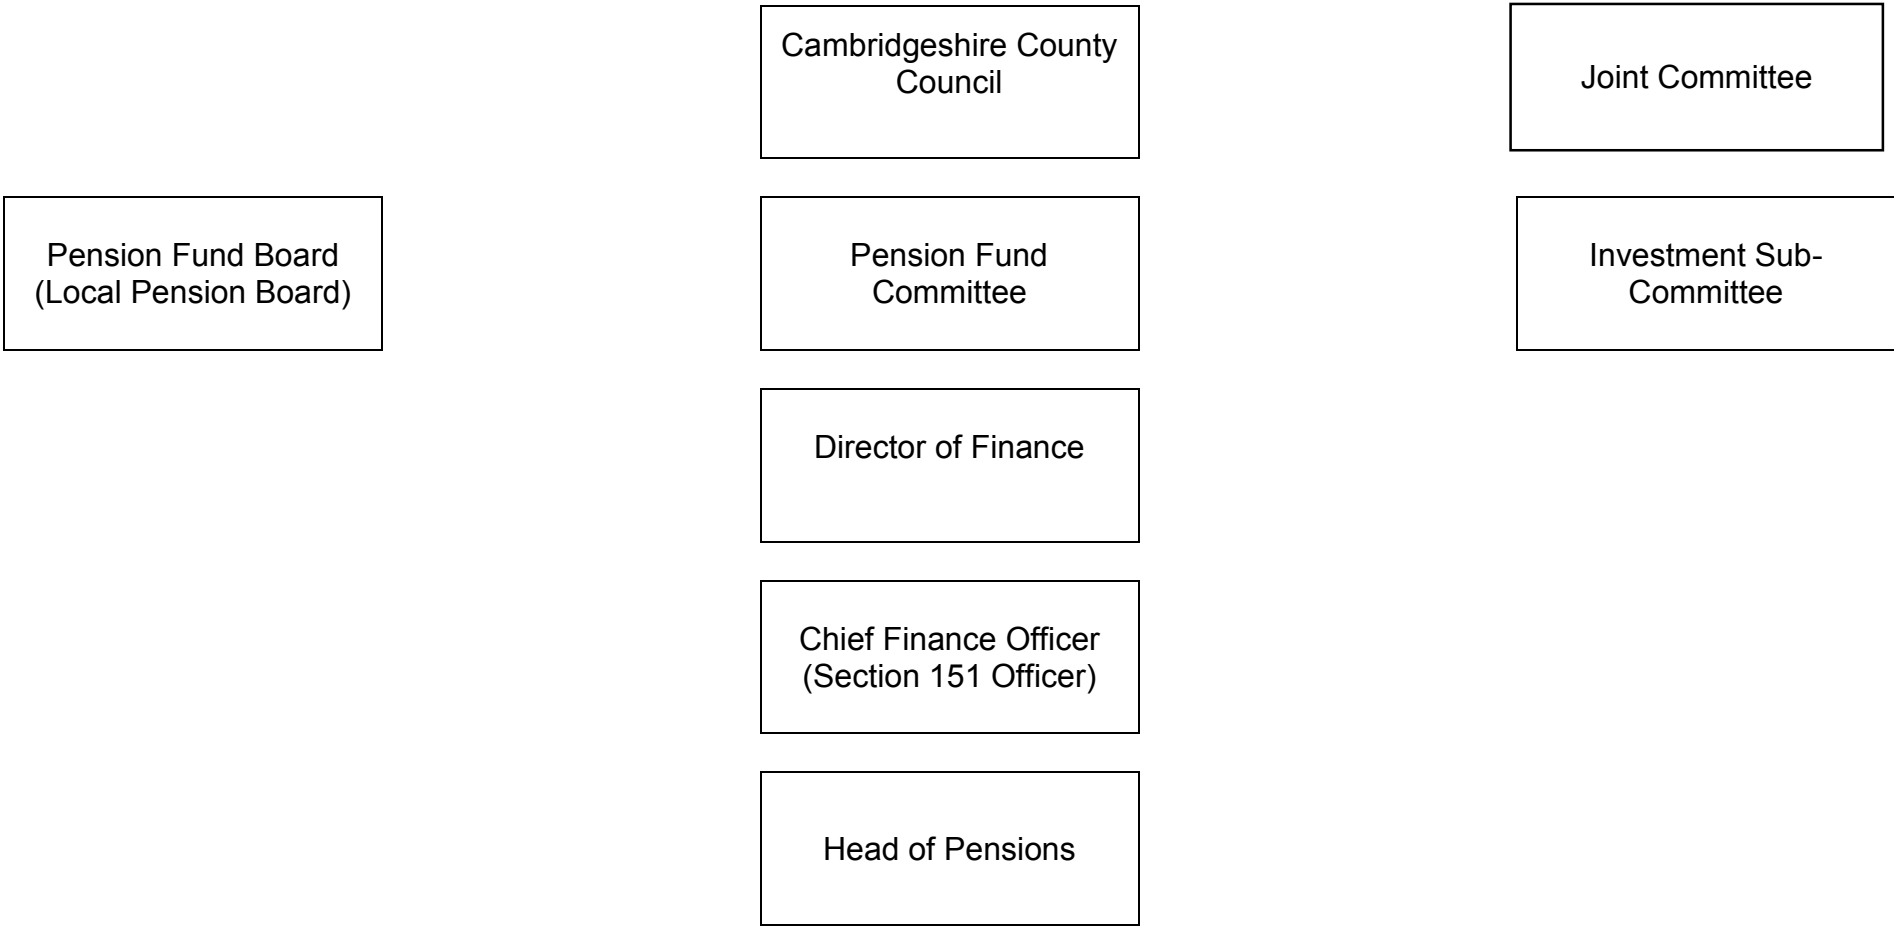 Cambridgeshire County
Council
Joint Committee
Pension Fund Board
(Local Pension Board)
Pension Fund
Committee
Investment Sub-
Committee
Director of Finance
Chief Finance Officer
(Section 151 Officer)
Head of Pensions